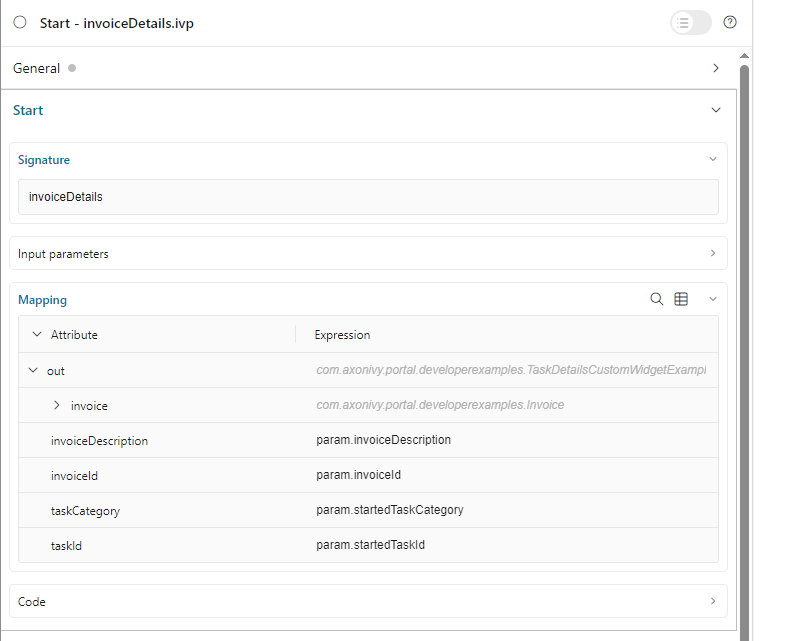 Start - invoiceDetails.ivp
General
Start
Signature
invoiceDetails
Input parameters
Mapping
Attribute Expression
out com.axonivy.portal.developerexamples.TaskDetailsCustomWidgetExampl
invoice com.axonivy.portal.developerexamples.Invoice
invoiceDescription param.invoiceDescription
invoiceId param.invoiceId
taskCategory param.startedTaskCategory
taskId param.startedTaskId
Code